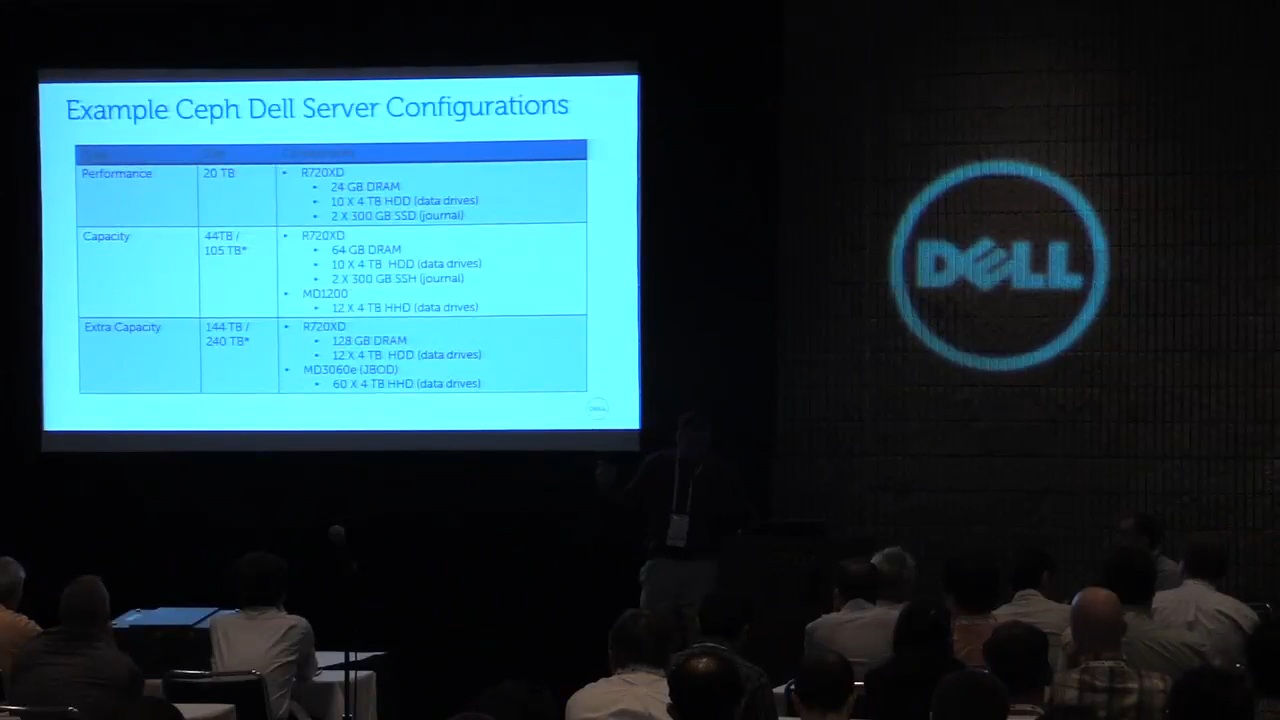 Example Ceph Dell Server Configurations
Performance
20 TB
• R720XD
• 24 GB DRAM
• 10 X 4 TB HDD (data drives)
• 2 X 300 GB SSD (journal)
Capacity
44TB /
105 TB*
• R720XD
• 64 GB DRAM
• 10 X 4 TB HDD (data drives)
• 2 X 300 GB SSH (journal)
• MD1200
• 12 X 4 TB HHD (data drives)
Extra Capacity
144 TB /
240 TB*
• R720XD
• 128 GB DRAM
• 12 X 4 TB HDD (data drives)
• MD3060e (JBOD)
• 60 X 4 TB HHD (data drives)
DELL
DELL